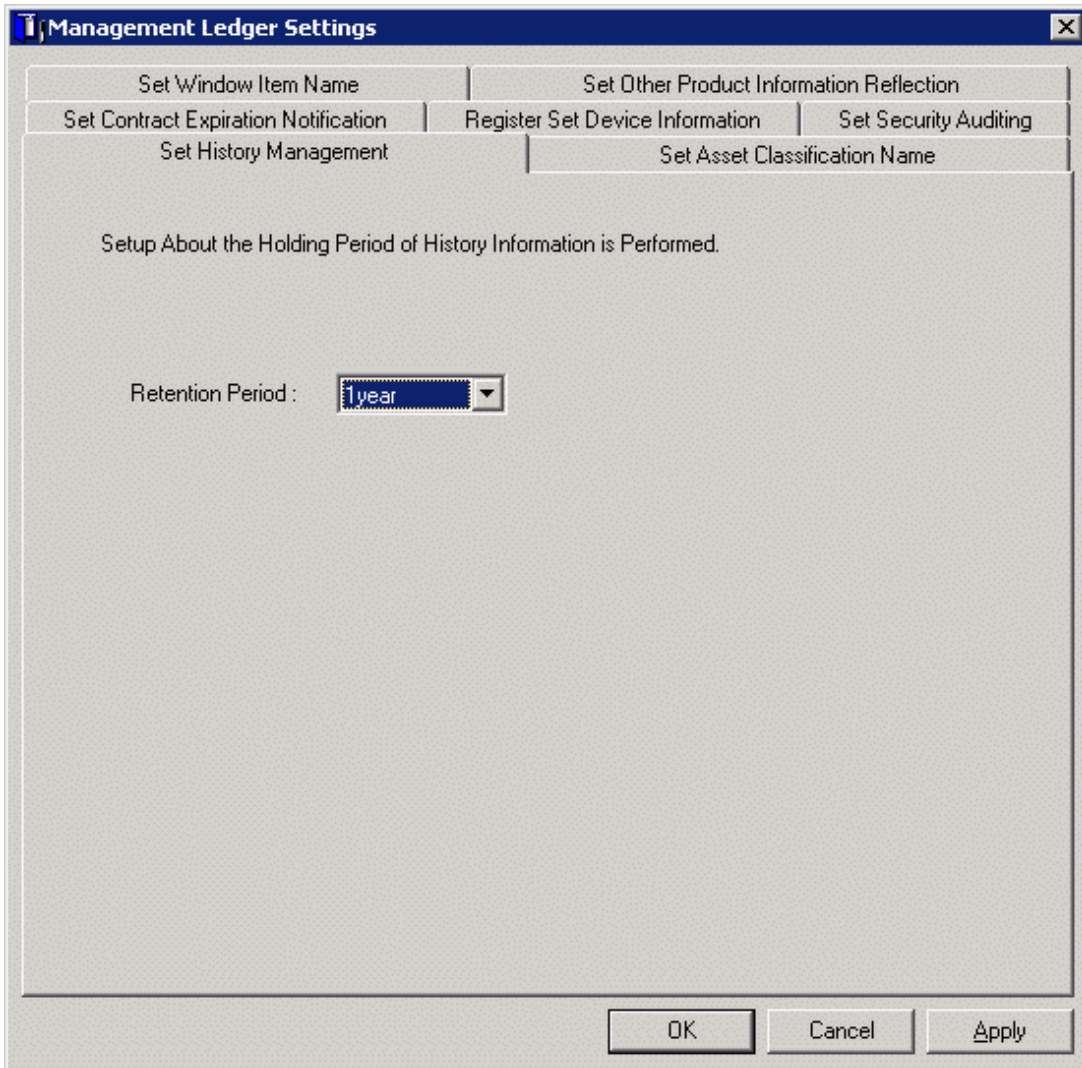 Management Ledger Settings
Set Window Item Name
Set Other Product Information Reflection
Set Contract Expiration Notification
Register Set Device Information
Set Security Auditing
Set History Management
Set Asset Classification Name
Setup About the Holding Period of History Information is Performed.
Retention Period :
1year
OK
Cancel
Apply